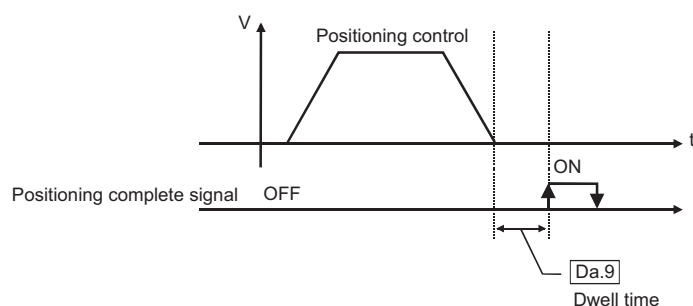 V
Positioning control
t
ON
Positioning complete signal OFF
Da.9
Dwell time